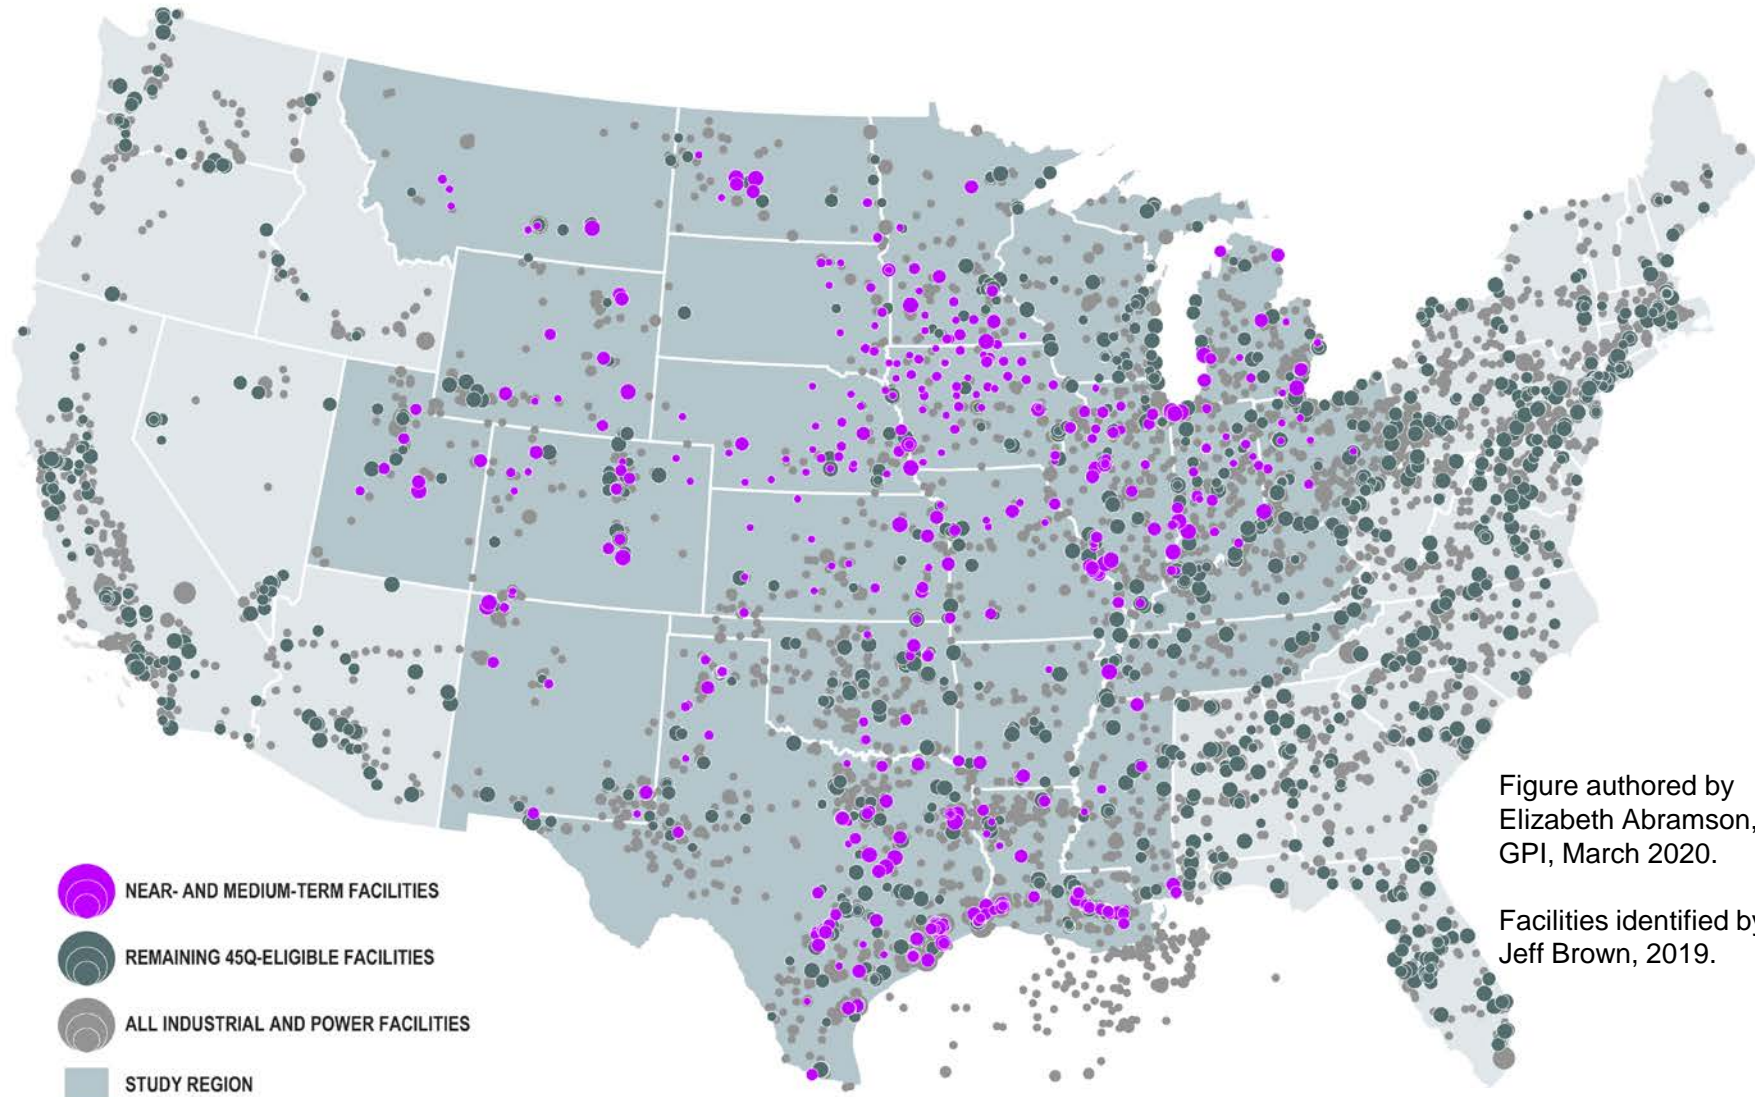 Figure authored by
Elizabeth Abramson,
GPI, March 2020.
Facilities identified by
Jeff Brown, 2019.
NEAR- AND MEDIUM-TERM FACILITIES
REMAINING 45Q-ELIGIBLE FACILITIES
ALL INDUSTRIAL AND POWER FACILITIES
STUDY REGION